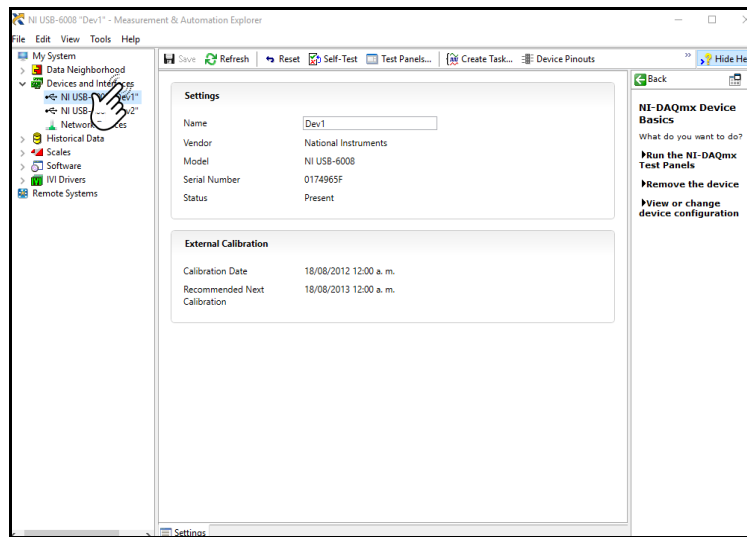 NI USB-6008 "Dev1" - Measurement & Automation Explorer
File Edit View Tools Help
My System
Data Neighborhood
Devices and Interfaces
NI USB- Dev1"
NI USB- v2"
Network
Historical Data
Scales
Software
IVI Drivers
Remote Systems
Save Refresh Reset Self-Test Test Panels... Create Task... Device Pinouts » Hide He
Settings
Name Dev1
Vendor National Instruments
Model NI USB-6008
Serial Number 0174965F
Status Present
External Calibration
Calibration Date 18/08/2012 12:00 a. m.
Recommended Next 18/08/2013 12:00 a. m.
Calibration
Back
NI-DAQmx Device
Basics
What do you want to do?
Run the NI-DAQmx
Test Panels
Remove the device
View or change
device configuration
Settings